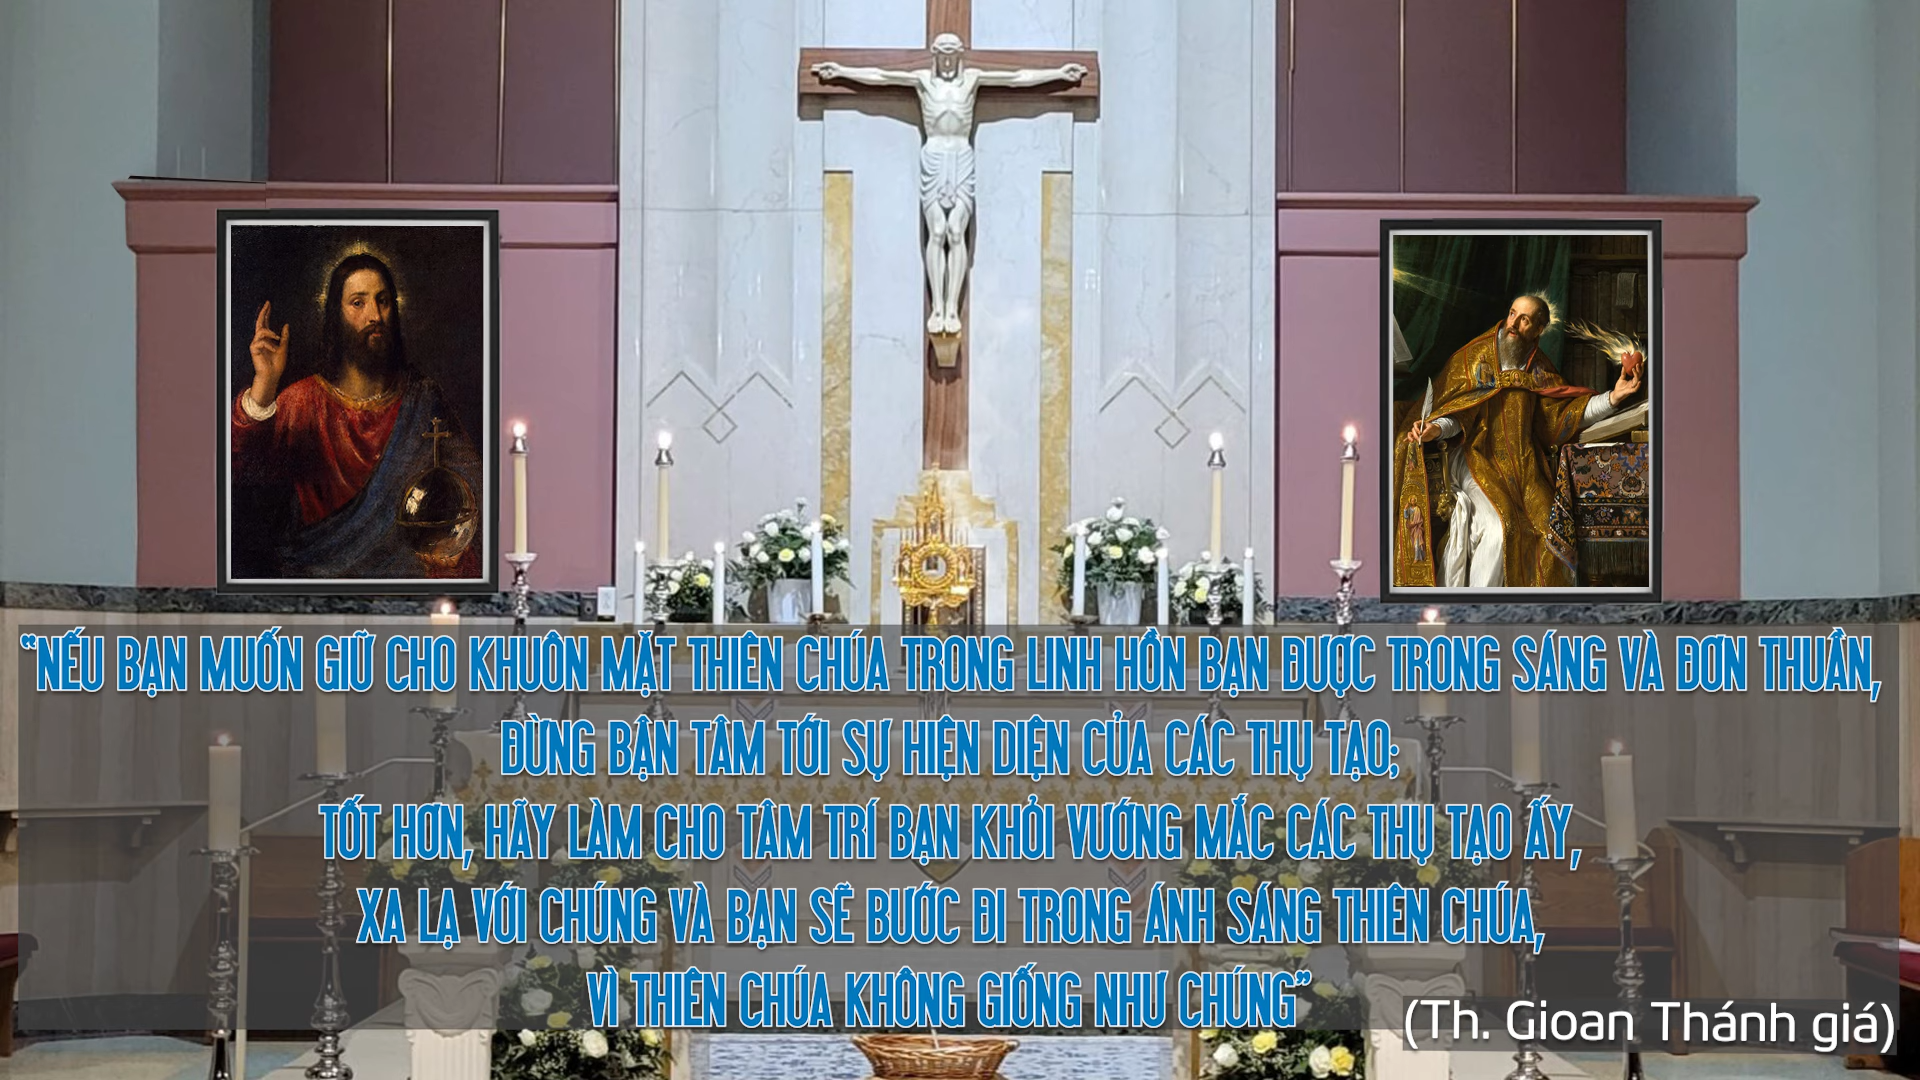 “NẾU BẠN MUỐN GIỮ CHO KHUÔN MẶT THIÊN CHÚA TRONG LINH HỒN BẠN ĐƯỢC TRONG SÁNG VÀ ĐƠN THUẦN,
ĐỪNG BẬN TÂM TỚI SỰ HIỆN DIỆN CỦA CÁC THỤ TẠO;
TỐT HƠN, HÃY LÀM CHO TÂM TRÍ BẠN KHỎI VƯỚNG MẮC CÁC THỤ TẠO ẤY,
XA LẠ VỚI CHÚNG VÀ BẠN SẼ BƯỚC ĐI TRONG ÁNH SÁNG THIÊN CHÚA,
VÌ THIÊN CHÚA KHÔNG GIỐNG NHƯ CHÚNG”
(Th. Gioan Thánh giá)